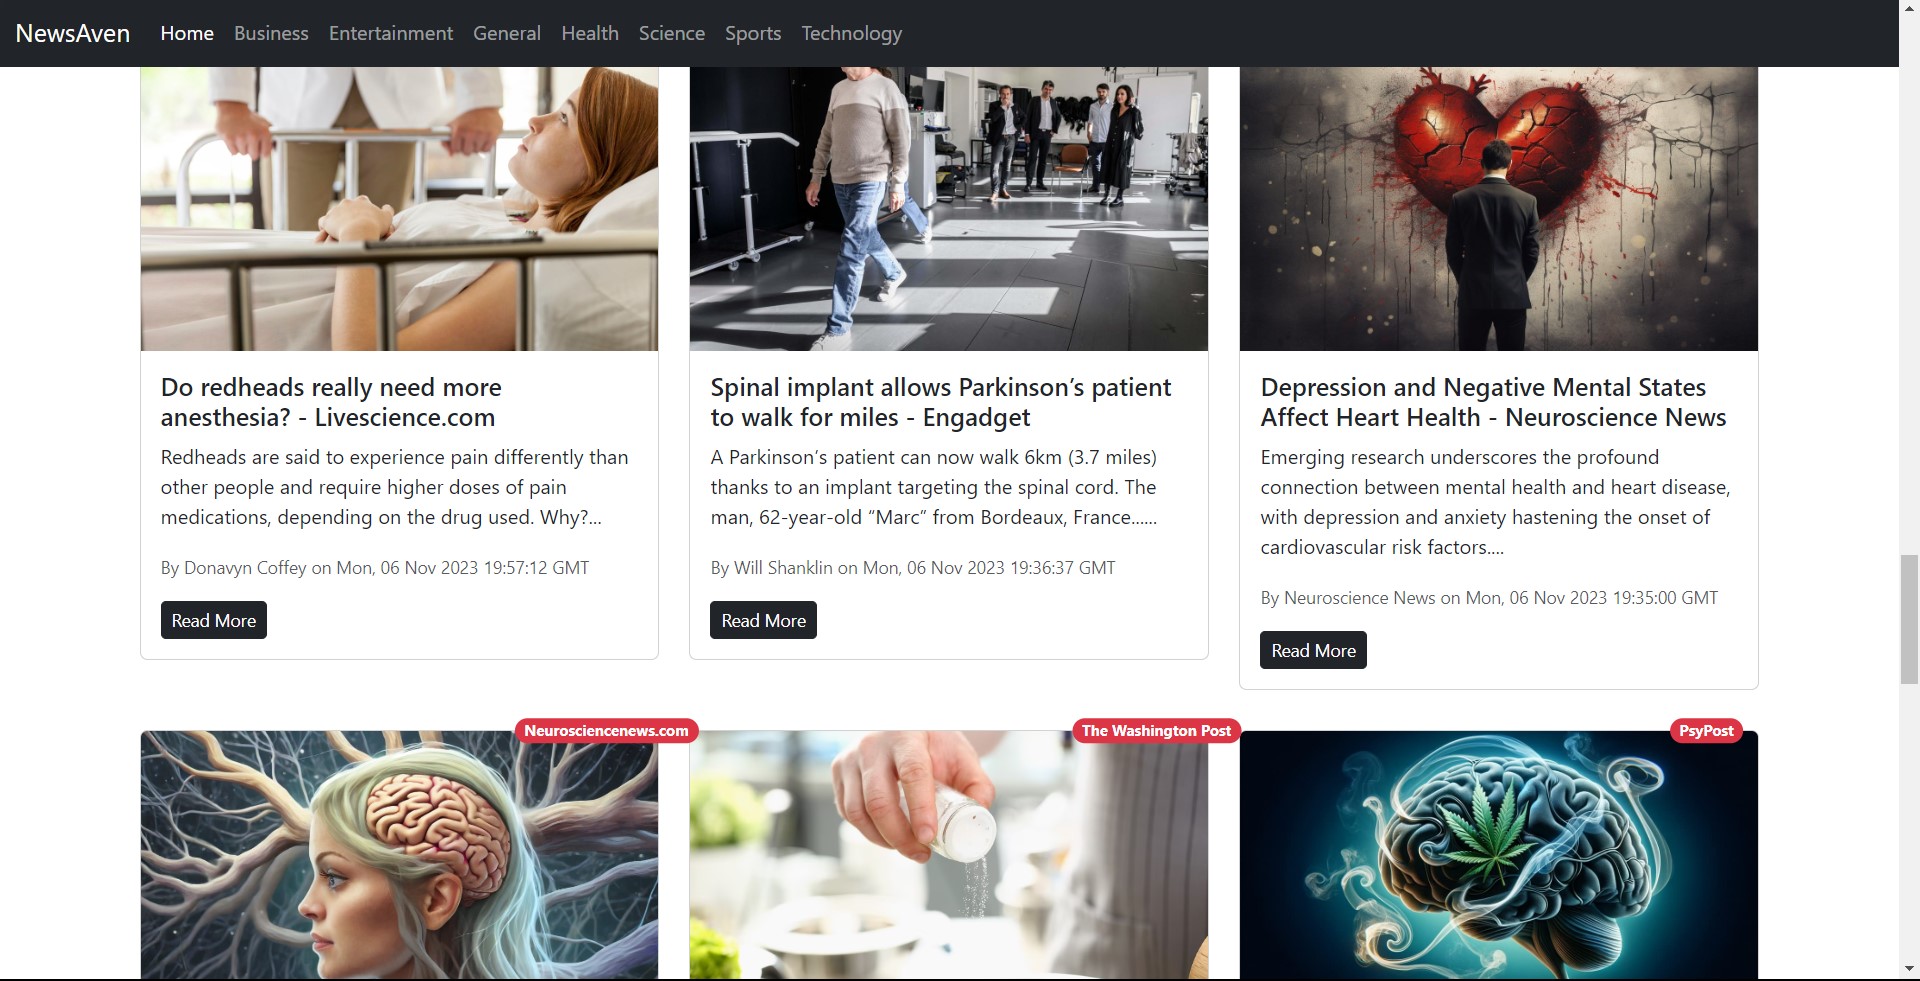 NewsAven Home Business Entertainment General Health Science Sports Technology
Do redheads really need more
anesthesia? - Livescience.com
Redheads are said to experience pain differently than
other people and require higher doses of pain
medications, depending on the drug used. Why?...
By Donavyn Coffey on Mon, 06 Nov 2023 19:57:12 GMT
Read More
Spinal implant allows Parkinson’s patient
to walk for miles - Engadget
A Parkinson’s patient can now walk 6km (3.7 miles)
thanks to an implant targeting the spinal cord. The
man, 62-year-old “Marc” from Bordeaux, France......
By Will Shanklin on Mon, 06 Nov 2023 19:36:37 GMT
Read More
Depression and Negative Mental States
Affect Heart Health - Neuroscience News
Emerging research underscores the profound
connection between mental health and heart disease,
with depression and anxiety hastening the onset of
cardiovascular risk factors....
By Neuroscience News on Mon, 06 Nov 2023 19:35:00 GMT
Read More
Neurosciencenews.com
The Washington Post
PsyPost